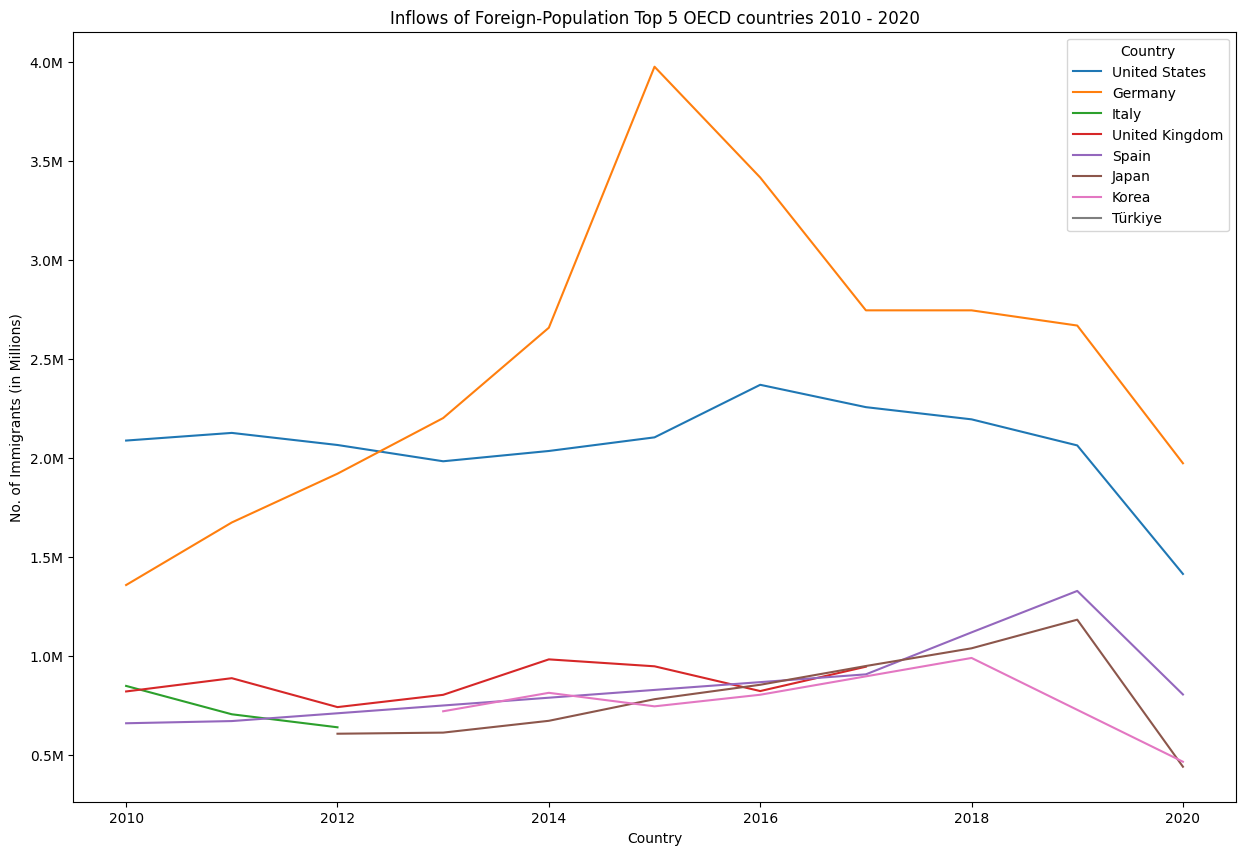 Inflows of Foreign-Population Top 5 OECD countries 2010 - 2020
4.0M
3.5M
3.0M
2.5M
2.0M
1.5M
1.0M
0.5M
No. of Immigrants (in Millions)
Country
United States
Germany
Italy
United Kingdom
Spain
Japan
Korea
Türkiye
2010 2012 2014 2016 2018 2020
Country